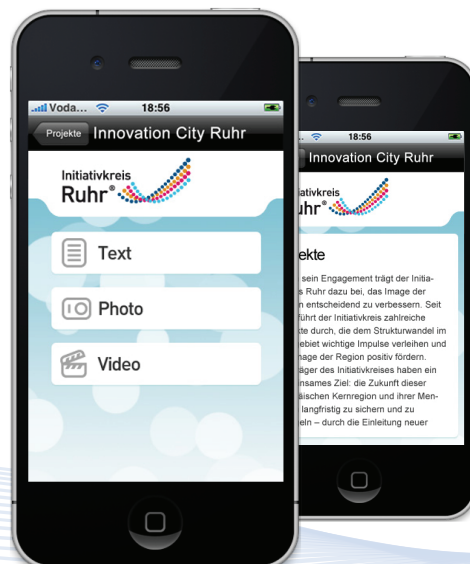 Voda... 18:56
Projekte Innovation City Ruhr
Initiativkreis
Ruhr®
Text
Photo
Video
.. 18:56
Innovation City Ruhr
iativkreis
uhr®
ekte
sein Engagement trägt der Initia-
s Ruhr dazu bei, das Image der
n entscheidend zu verbessern. Seit
führt der Initiativkreis zahlreiche
kte durch, die dem Strukturwandel im
ebiet wichtige Impulse verleihen und
mage der Region positiv fördern.
räger des Initiativkreises haben ein
insames Ziel: die Zukunft dieser
äischen Kernregion und ihrer Men-
langfristig zu sichern und zu
eln – durch die Einleitung neuer